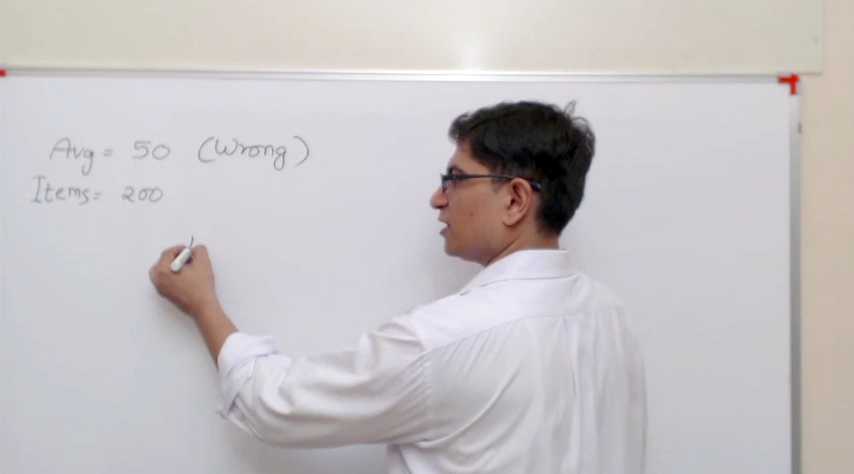 Avg = 50 (Wrong)
Items= 200